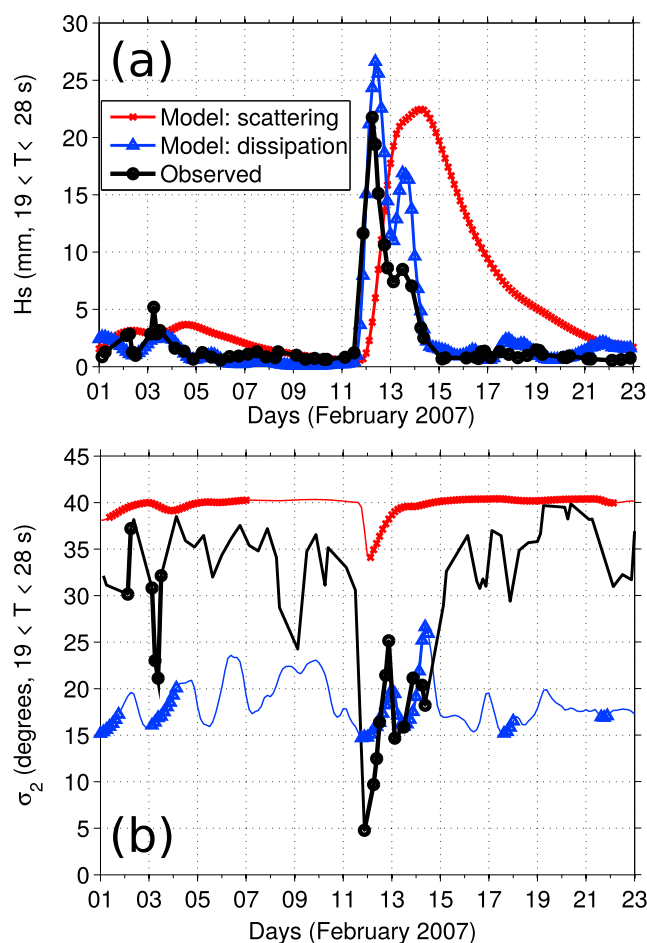 (a)
Hs (mm, 19 < T< 28 s)
30
25
20
15
10
5
0
Model: scattering
Model: dissipation
Observed
01 03 05 07 09 11 13 15 17 19 21 23
Days (February 2007)
(b)
σ2 (degrees, 19 < T < 28 s)
45
40
35
30
25
20
15
10
5
0
01 03 05 07 09 11 13 15 17 19 21 23
Days (February 2007)